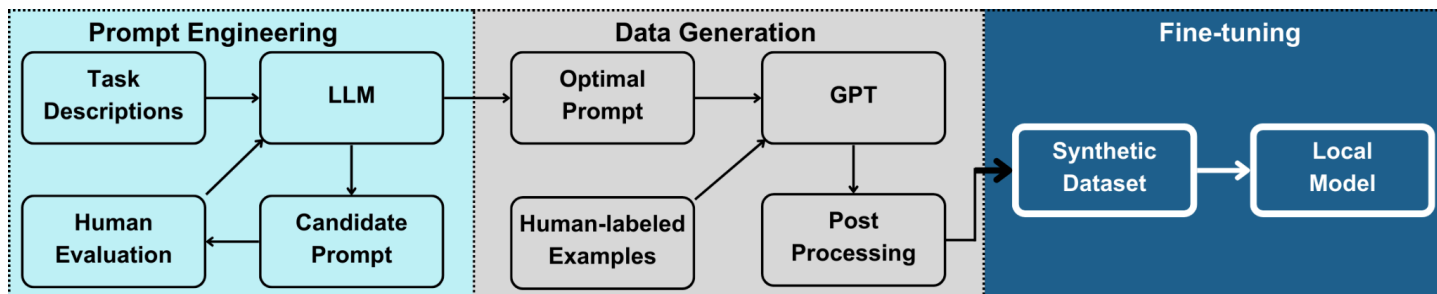 Prompt Engineering
Task
Descriptions
LLM
Human
Evaluation
Candidate
Prompt
Data Generation
Optimal
Prompt
GPT
Human-labeled
Examples
Post
Processing
Fine-tuning
Synthetic
Dataset
Local
Model